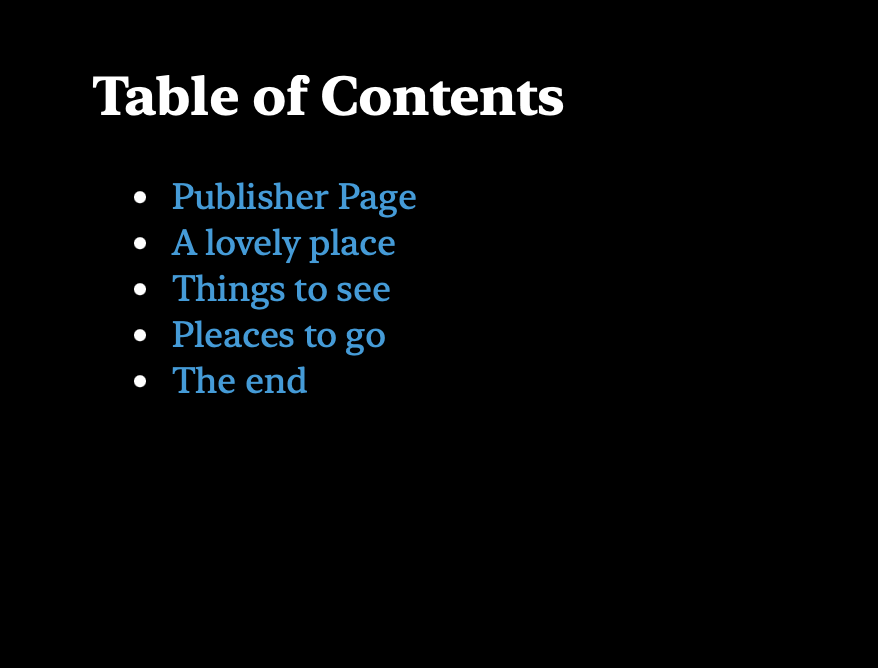 Table of Contents
Publisher Page
A lovely place
Things to see
Pleaces to go
The end